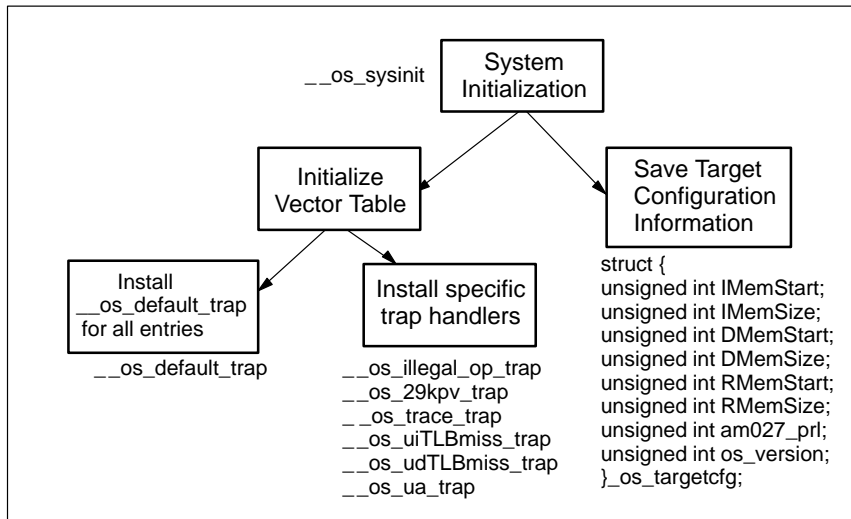 __os_sysinit
System
Initialization
Initialize
Vector Table
Save Target
Configuration
Information
Install
__os_default_trap
for all entries
__os_default_trap
Install specific
trap handlers
__os_illegal_op_trap
__os_29kpv_trap
__os_trace_trap
__os_uiTLBmiss_trap
__os_udTLBmiss_trap
__os_ua_trap
struct {
unsigned int IMemStart;
unsigned int IMemSize;
unsigned int DMemStart;
unsigned int DMemSize;
unsigned int RMemStart;
unsigned int RMemSize;
unsigned int am027_prl;
unsigned int os_version;
}_os_targetcfg;